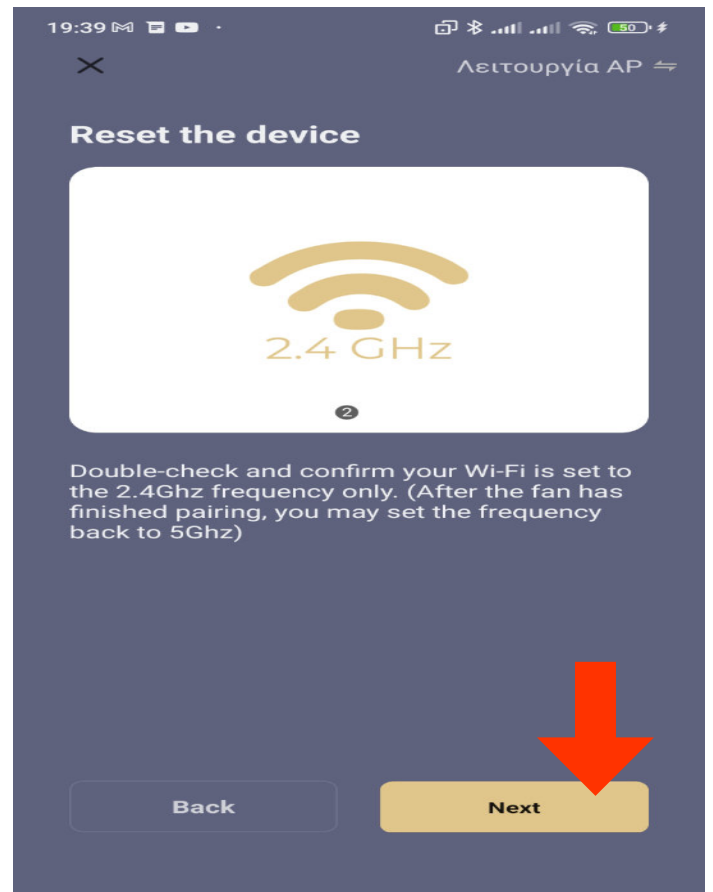 19:39
50
Λειτουργία AP
Reset the device
2.4 GHz
2
Double-check and confirm your Wi-Fi is set to
the 2.4Ghz frequency only. (After the fan has
finished pairing, you may set the frequency
back to 5Ghz)
Back
Next